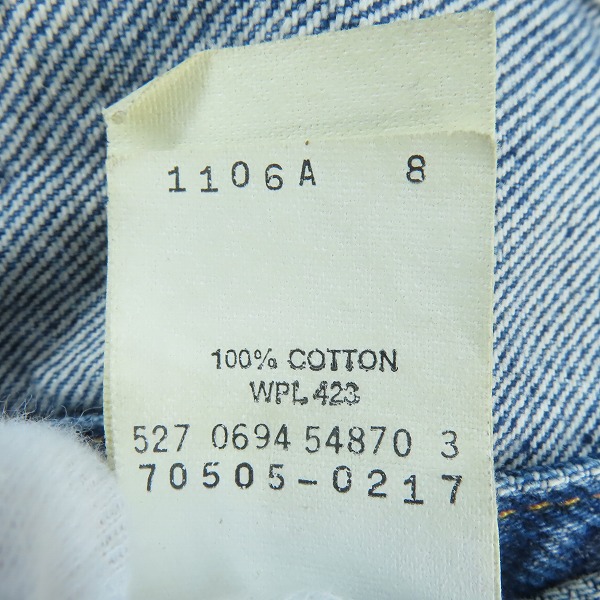 1106A 8
100% COTTON
WPL 423
527 0694 54870 3
70505-0217